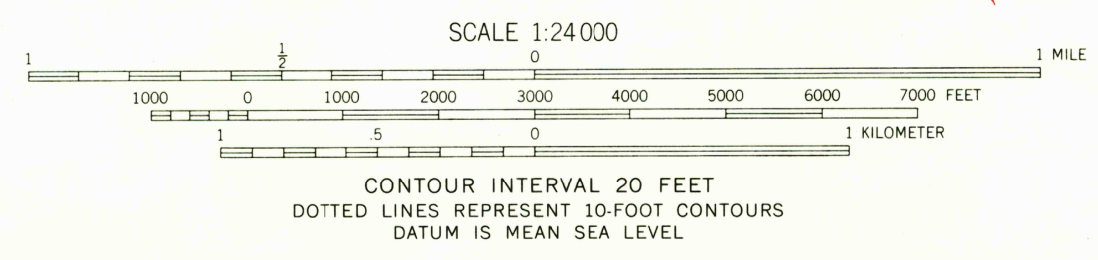 SCALE 1:24 000
1 1/2 0 1 MILE
1000 0 1000 2000 3000 4000 5000 6000 7000 FEET
1 .5 0 1 KILOMETER
CONTOUR INTERVAL 20 FEET
DOTTED LINES REPRESENT 10-FOOT CONTOURS
DATUM IS MEAN SEA LEVEL